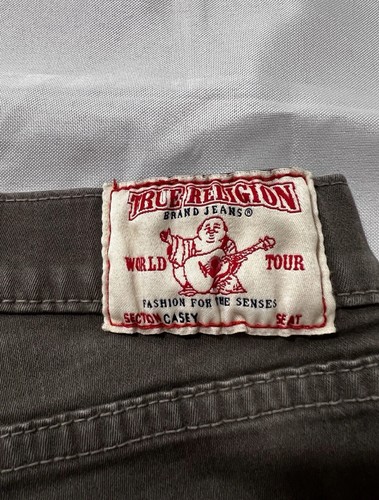 TRUE RELIGION
BRAND JEANS®
WORLD TOUR
FASHION FOR THE SENSES
SECTION CASEY SEAT